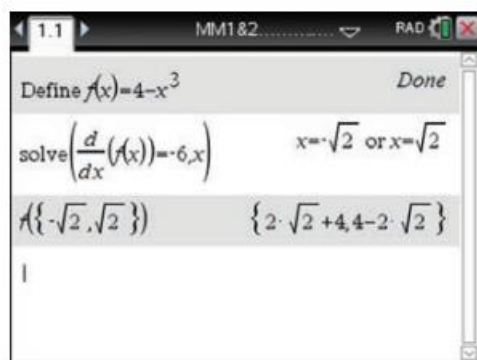 1.1 MM1&2............. RAD
Define f(x)=4-x³ Done
solve(d/dx(f(x))=-6,x) x=-√2 or x=√2
f({-√2,√2}) {2·√2+4,4-2·√2}